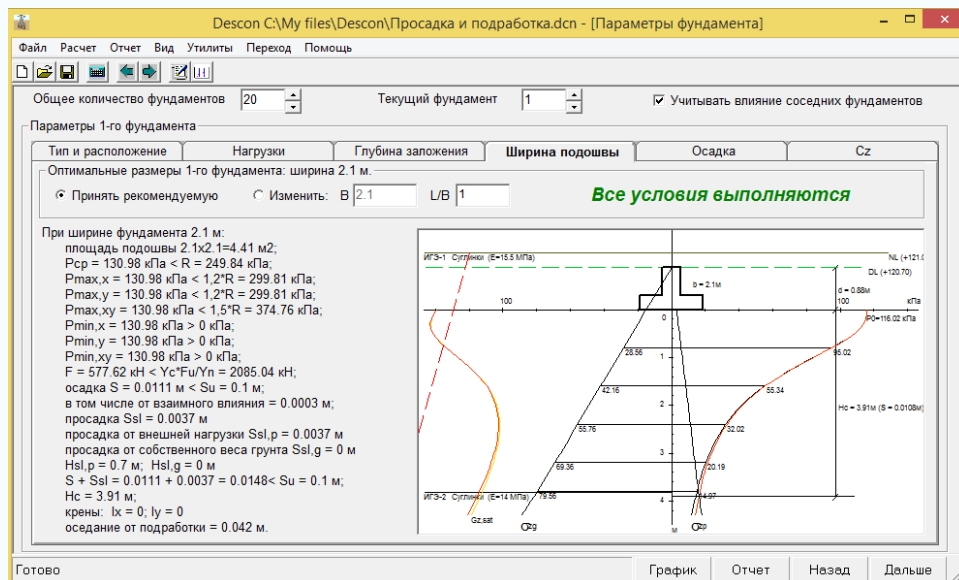 Descon C:\My files\Descon\Просадка и подработка.dcn - [Параметры фундамента]
Файл Расчет Отчет Вид Утилиты Переход Помощь
Общее количество фундаментов 20 Текущий фундамент 1 Учитывать влияние соседних фундаментов
Параметры 1-го фундамента
Тип и расположение Нагрузки Глубина заложения Ширина подошвы Осадка Cz
Оптимальные размеры 1-го фундамента: ширина 2.1 м.
Принять рекомендуемую Изменить: B 2.1 L/B 1 Все условия выполняются
При ширине фундамента 2.1 м:
площадь подошвы 2.1x2.1=4.41 м2;
Pср = 130.98 кПа < R = 249.84 кПа;
Pmax,x = 130.98 кПа < 1,2*R = 299.81 кПа;
Pmax,y = 130.98 кПа < 1,2*R = 299.81 кПа;
Pmax,xy = 130.98 кПа < 1,5*R = 374.76 кПа;
Pmin,x = 130.98 кПа > 0 кПа;
Pmin,y = 130.98 кПа > 0 кПа;
Pmin,xy = 130.98 кПа > 0 кПа;
F = 577.62 кН < Yc*Fu/Yn = 2085.04 кН;
осадка S = 0.0111 м < Su = 0.1 м;
в том числе от взаимного влияния = 0.0003 м;
просадка Ssl = 0.0037 м
просадка от внешней нагрузки Ssl,p = 0.0037 м
просадка от собственного веса грунта Ssl,g = 0 м
Hsl,p = 0.7 м; Hsl,g = 0 м
S + Ssl = 0.0111 + 0.0037 = 0.0148< Su = 0.1 м;
Hc = 3.91 м;
крены: Ix = 0; Iy = 0
оседание от подработки = 0.042 м.
ИГЭ-1 Суглинки (E=15.5 МПа) NL (+121.0
DL (+120.70)
b = 2.1м d = 0.88м
100 100 кПа
0 P0=116.02 кПа
28.56 95.02
1
42.16 55.34
2 Hc = 3.91м (S = 0.0108м)
55.76 32.02
3
69.36 20.19
ИГЭ-2 Суглинки (E=14 МПа) 79.56 14.97
4
Gz,sat σzg м σzp
Готово График Отчет Назад Дальше